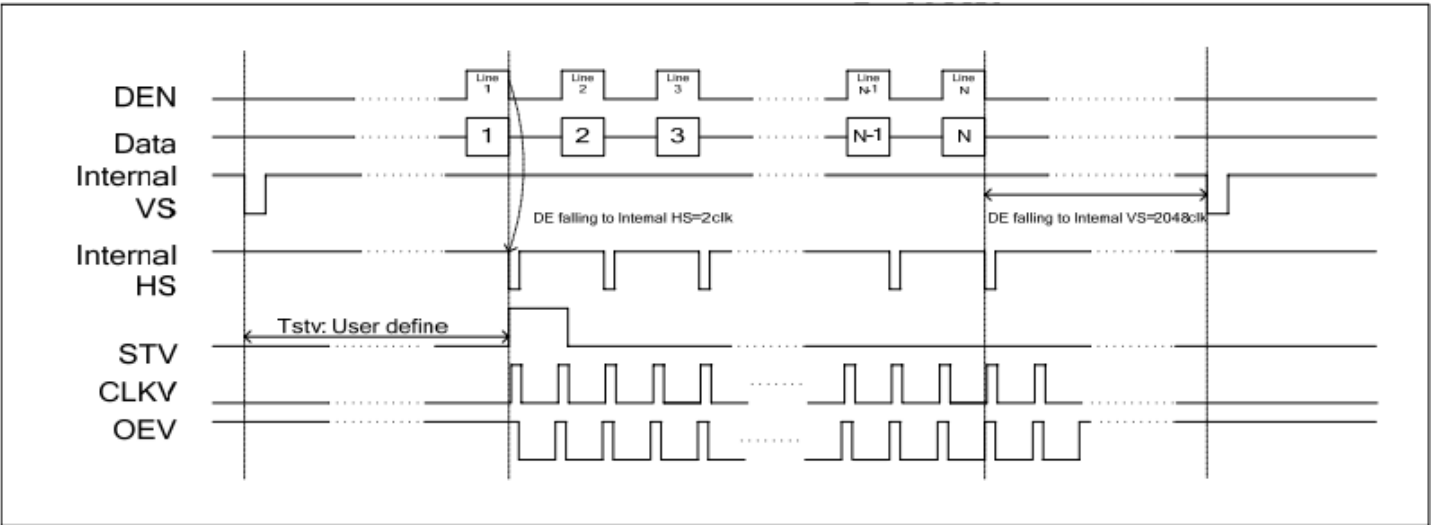 DEN
Line 1
Line 2
Line 3
Line N-1
Line N
Data
1
2
3
N-1
N
Internal VS
DE falling to Internal HS=2clk
DE falling to Internal VS=2048clk
Internal HS
Tstv: User define
STV
CLKV
OEV